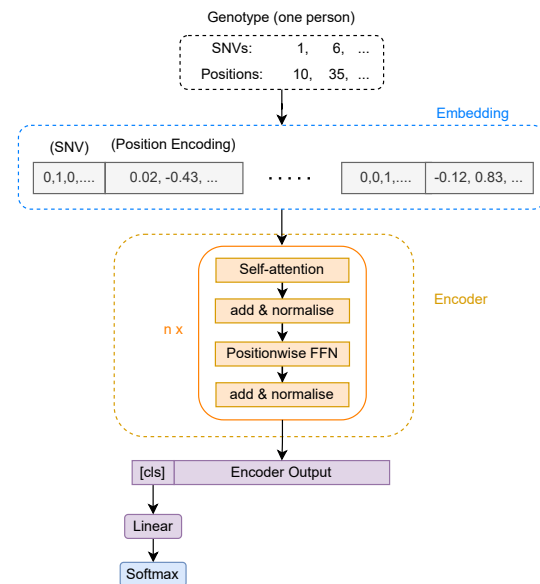 Genotype (one person)
SNVs: 1, 6, ...
Positions: 10, 35, ...
Embedding
(SNV) (Position Encoding)
0,1,0,.... 0.02, -0.43, ... ..... 0,0,1,.... -0.12, 0.83, ...
Self-attention
add & normalise
Encoder
n x
Positionwise FFN
add & normalise
[cls] Encoder Output
Linear
Softmax